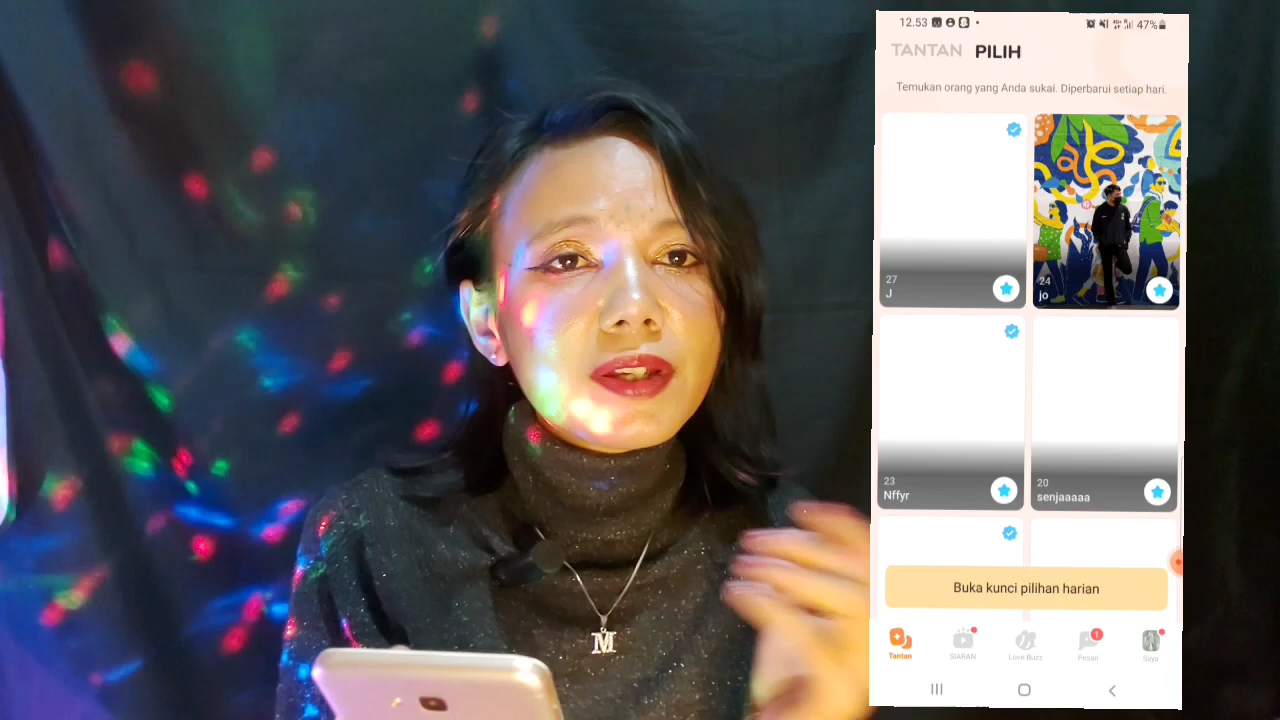 12.53
47%
TANTAN PILIH
Temukan orang yang Anda sukai. Diperbarui setiap hari.
27
J
24
jo
23
Nffyr
20
senjaaaaa
Buka kunci pilihan harian
1
Tantan SIARAN Love Buzz Pesan Saya
M